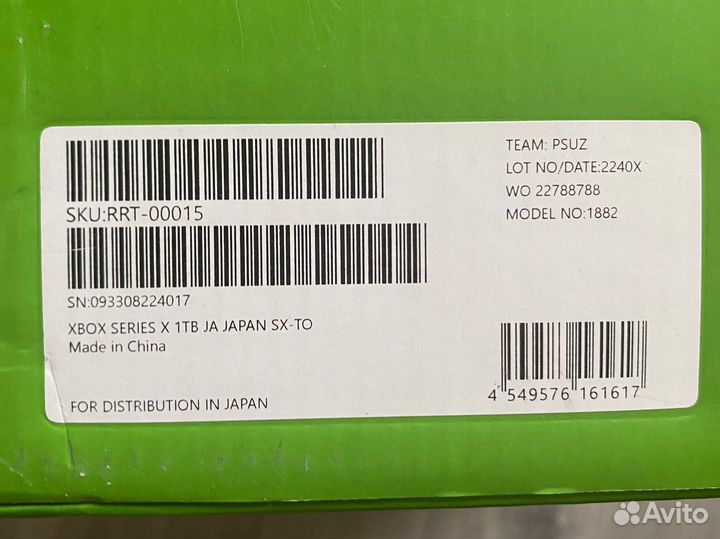 SKU:RRT-00015
SN:093308224017
XBOX SERIES X 1TB JA JAPAN SX-TO
Made in China
FOR DISTRIBUTION IN JAPAN
TEAM: PSUZ
LOT NO/DATE:2240X
WO 22788788
MODEL NO:1882
4 549576 161617
Avito